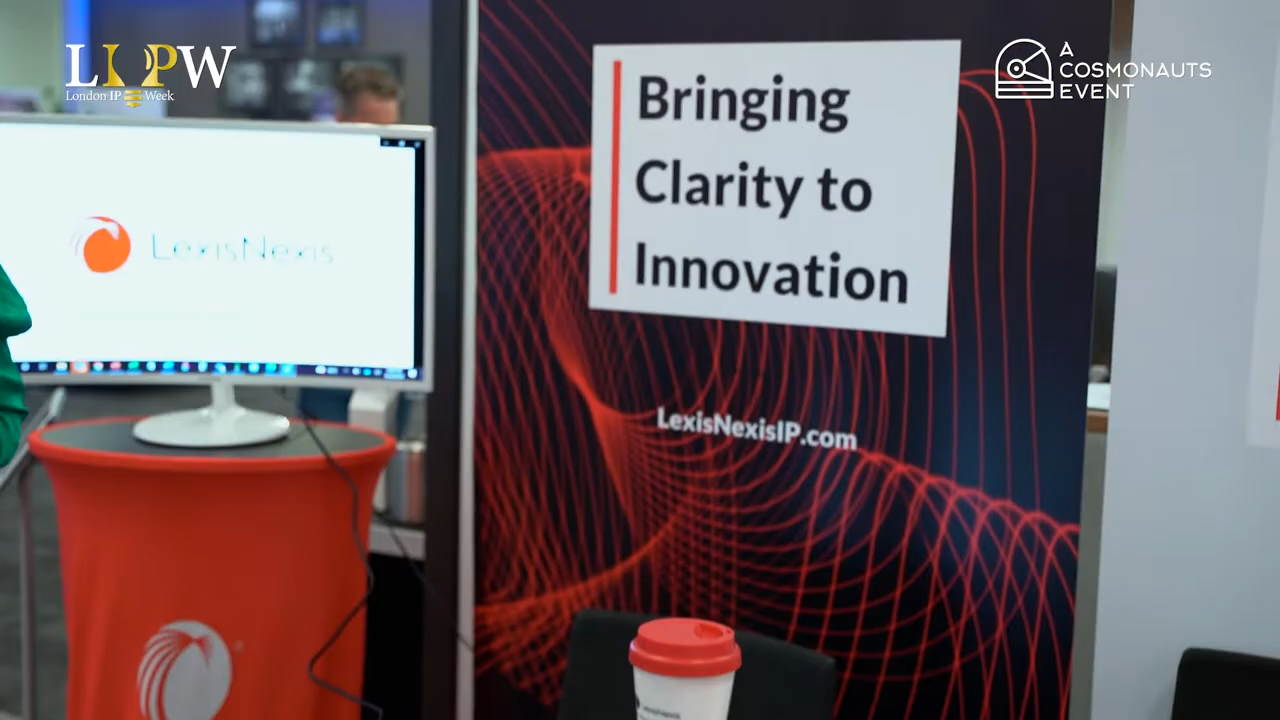 LIPW
London IP Week
A
COSMONAUTS
EVENT
Bringing
Clarity to
Innovation
LexisNexis
LexisNexisIP.com